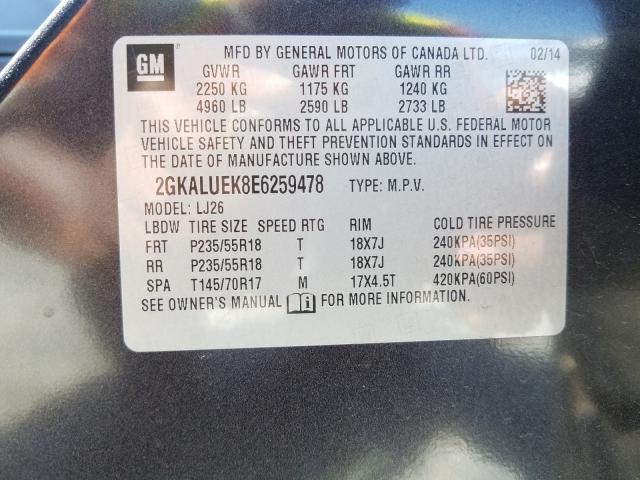 GM MFD BY GENERAL MOTORS OF CANADA LTD. 02/14
GVWR GAWR FRT GAWR RR
2250 KG 1175 KG 1240 KG
4960 LB 2590 LB 2733 LB
THIS VEHICLE CONFORMS TO ALL APPLICABLE U.S. FEDERAL MOTOR
VEHICLE SAFETY AND THEFT PREVENTION STANDARDS IN EFFECT ON
THE DATE OF MANUFACTURE SHOWN ABOVE.
2GKALUEK8E6259478 TYPE: M.P.V.
MODEL: LJ26
LBDW TIRE SIZE SPEED RTG RIM COLD TIRE PRESSURE
FRT P235/55R18 T 18X7J 240KPA(35PSI)
RR P235/55R18 T 18X7J 240KPA(35PSI)
SPA T145/70R17 M 17X4.5T 420KPA(60PSI)
SEE OWNER'S MANUAL FOR MORE INFORMATION.